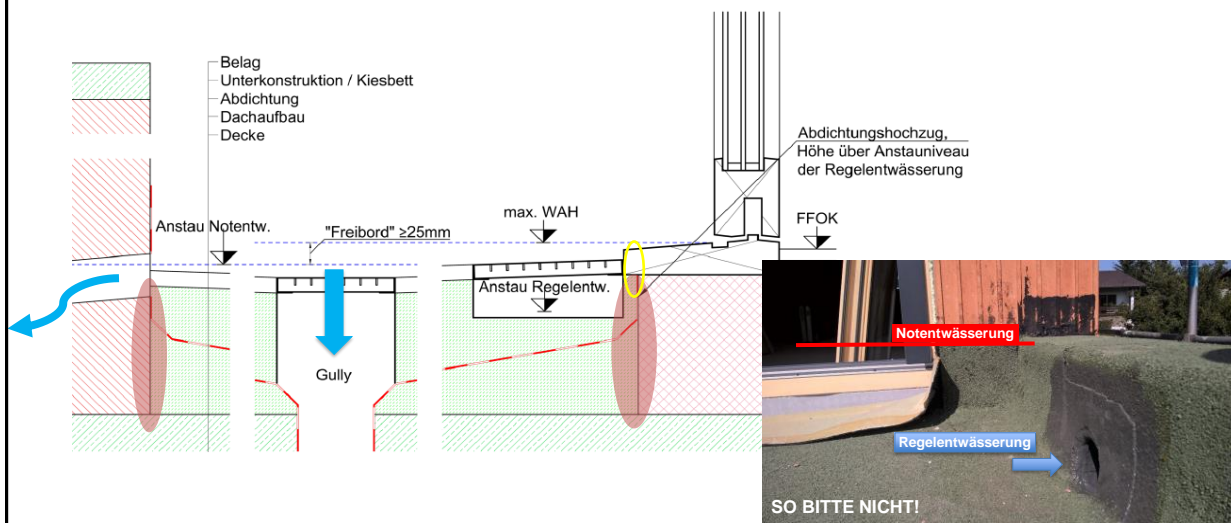 Belag
Unterkonstruktion / Kiesbett
Abdichtung
Dachaufbau
Decke
Abdichtungshochzug,
Höhe über Anstauniveau
der Regelentwässerung
Anstau Notentw.
"Freibord" ≥25mm
max. WAH
FFOK
Anstau Regelentw.
Gully
Notentwässerung
Regelentwässerung
SO BITTE NICHT!